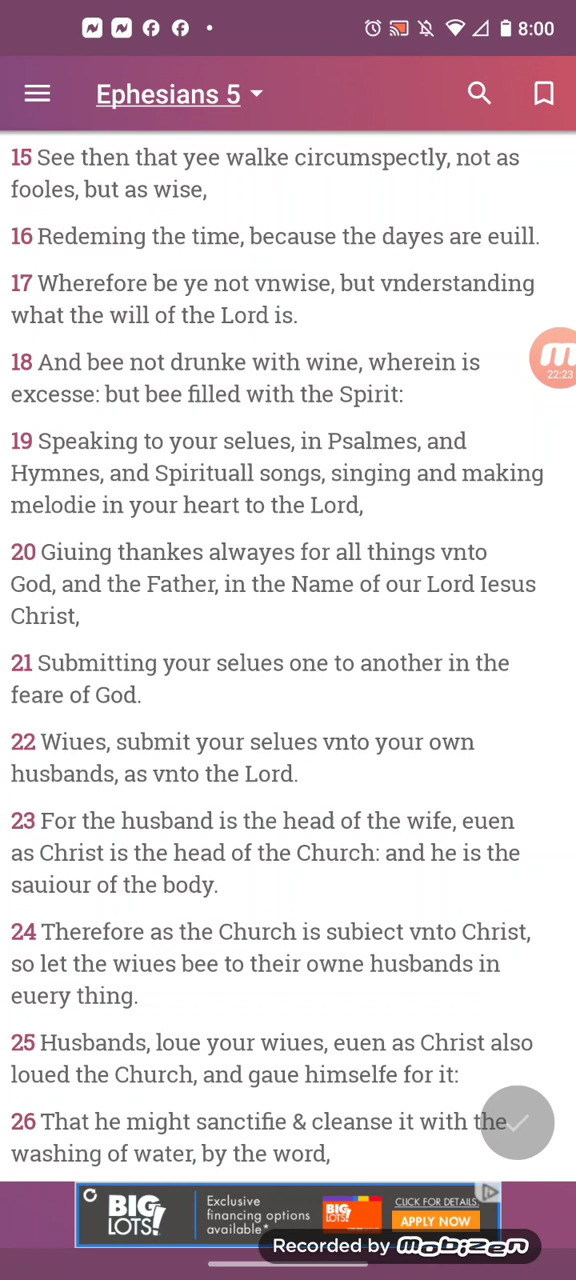 8:00
Ephesians 5
15 See then that yee walke circumspectly, not as
fooles, but as wise,
16 Redeming the time, because the dayes are euill.
17 Wherefore be ye not vnwise, but vnderstanding
what the will of the Lord is.
22:23
18 And bee not drunke with wine, wherein is
excesse: but bee filled with the Spirit:
19 Speaking to your selues, in Psalmes, and
Hymnes, and Spirituall songs, singing and making
melodie in your heart to the Lord,
20 Giuing thankes alwayes for all things vnto
God, and the Father, in the Name of our Lord Iesus
Christ,
21 Submitting your selues one to another in the
feare of God.
22 Wiues, submit your selues vnto your own
husbands, as vnto the Lord.
23 For the husband is the head of the wife, euen
as Christ is the head of the Church: and he is the
sauiour of the body.
24 Therefore as the Church is subiect vnto Christ,
so let the wiues bee to their owne husbands in
euery thing.
25 Husbands, loue your wiues, euen as Christ also
loued the Church, and gaue himselfe for it:
26 That he might sanctifie & cleanse it with the
washing of water, by the word,
BIG
LOTS!
Exclusive
financing options
available*
BIG
LOTS!
CLICK FOR DETAILS.
APPLY NOW
Recorded by mobizen